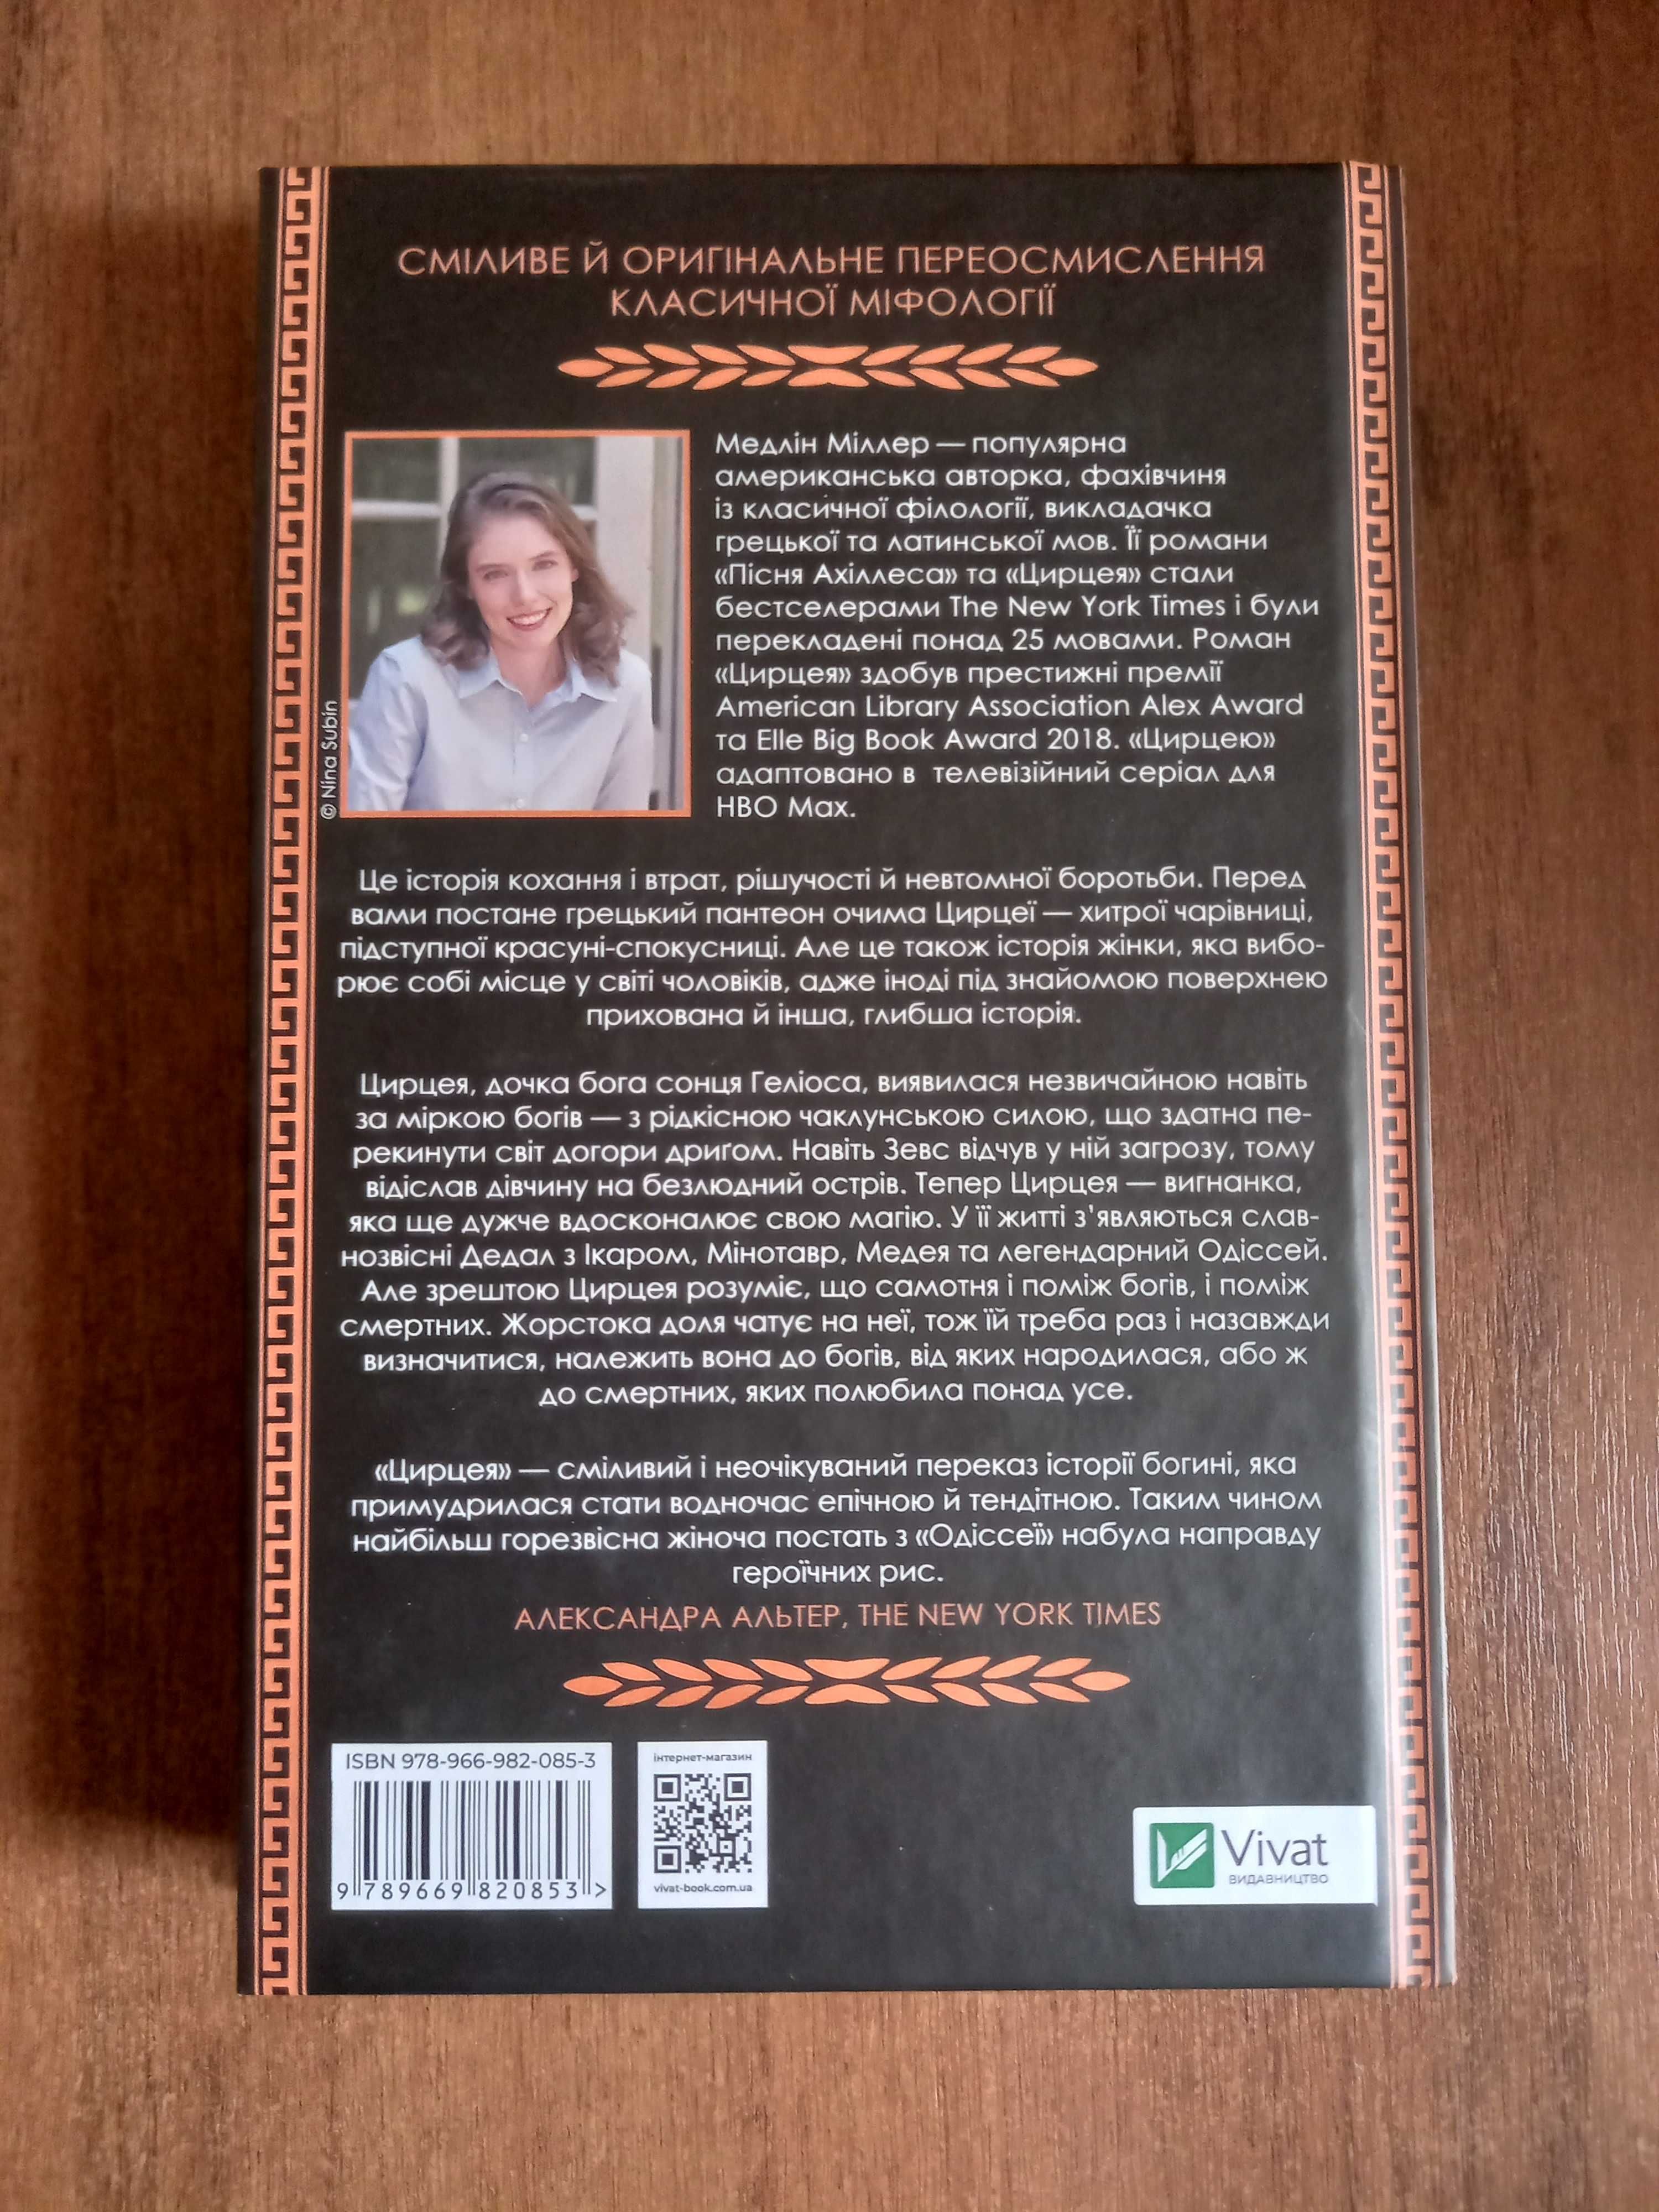 СМІЛИВЕ Й ОРИГІНАЛЬНЕ ПЕРЕОСМИСЛЕННЯ
КЛАСИЧНОЇ МІФОЛОГІЇ
Медлін Міллер — популярна
американська авторка, фахівчиня
із класичної філології, викладачка
грецької та латинської мов. Її романи
«Пісня Ахіллеса» та «Цирцея» стали
бестселерами The New York Times і були
перекладені понад 25 мовами. Роман
«Цирцея» здобув престижні премії
American Library Association Alex Award
та Elle Big Book Award 2018. «Цирцею»
адаптовано в телевізійний серіал для
HBO Max.
© Nina Subin
Це історія кохання і втрат, рішучості й невтомної боротьби. Перед
вами постане грецький пантеон очима Цирцеї — хитрої чарівниці,
підступної красуні-спокусниці. Але це також історія жінки, яка вибо-
рює собі місце у світі чоловіків, адже іноді під знайомою поверхнею
прихована й інша, глибша історія.
Цирцея, дочка бога сонця Геліоса, виявилася незвичайною навіть
за міркою богів — з рідкісною чаклунською силою, що здатна пе-
рекинути світ догори дриґом. Навіть Зевс відчув у ній загрозу, тому
відіслав дівчину на безлюдний острів. Тепер Цирцея — вигнанка,
яка ще дужче вдосконалює свою магію. У її житті з'являються слав-
нозвісні Дедал з Ікаром, Мінотавр, Медея та легендарний Одіссей.
Але зрештою Цирцея розуміє, що самотня і поміж богів, і поміж
смертних. Жорстока доля чатує на неї, тож їй треба раз і назавжди
визначитися, належить вона до богів, від яких народилася, або ж
до смертних, яких полюбила понад усе.
«Цирцея» — сміливий і неочікуваний переказ історії богині, яка
примудрилася стати водночас епічною й тендітною. Таким чином
найбільш горезвісна жіноча постать з «Одіссеї» набула направду
героїчних рис.
АЛЕКСАНДРА АЛЬТЕР, THE NEW YORK TIMES
ISBN 978-966-982-085-3
9 789669 820853 >
інтернет-магазин
vivat-book.com.ua
Vivat
ВИДАВНИЦТВО